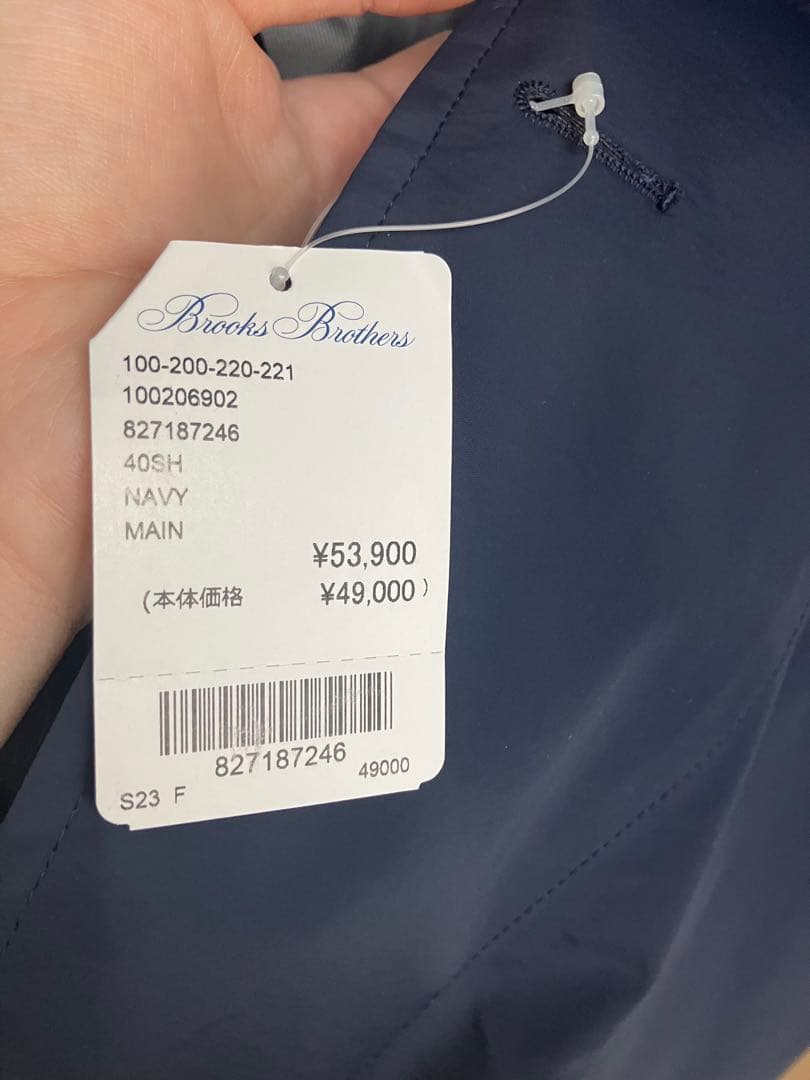 Brooks Brothers
100-200-220-221
100206902
827187246
40SH
NAVY
MAIN
¥53,900
(本体価格 ¥49,000)
827187246
49000
S23 F